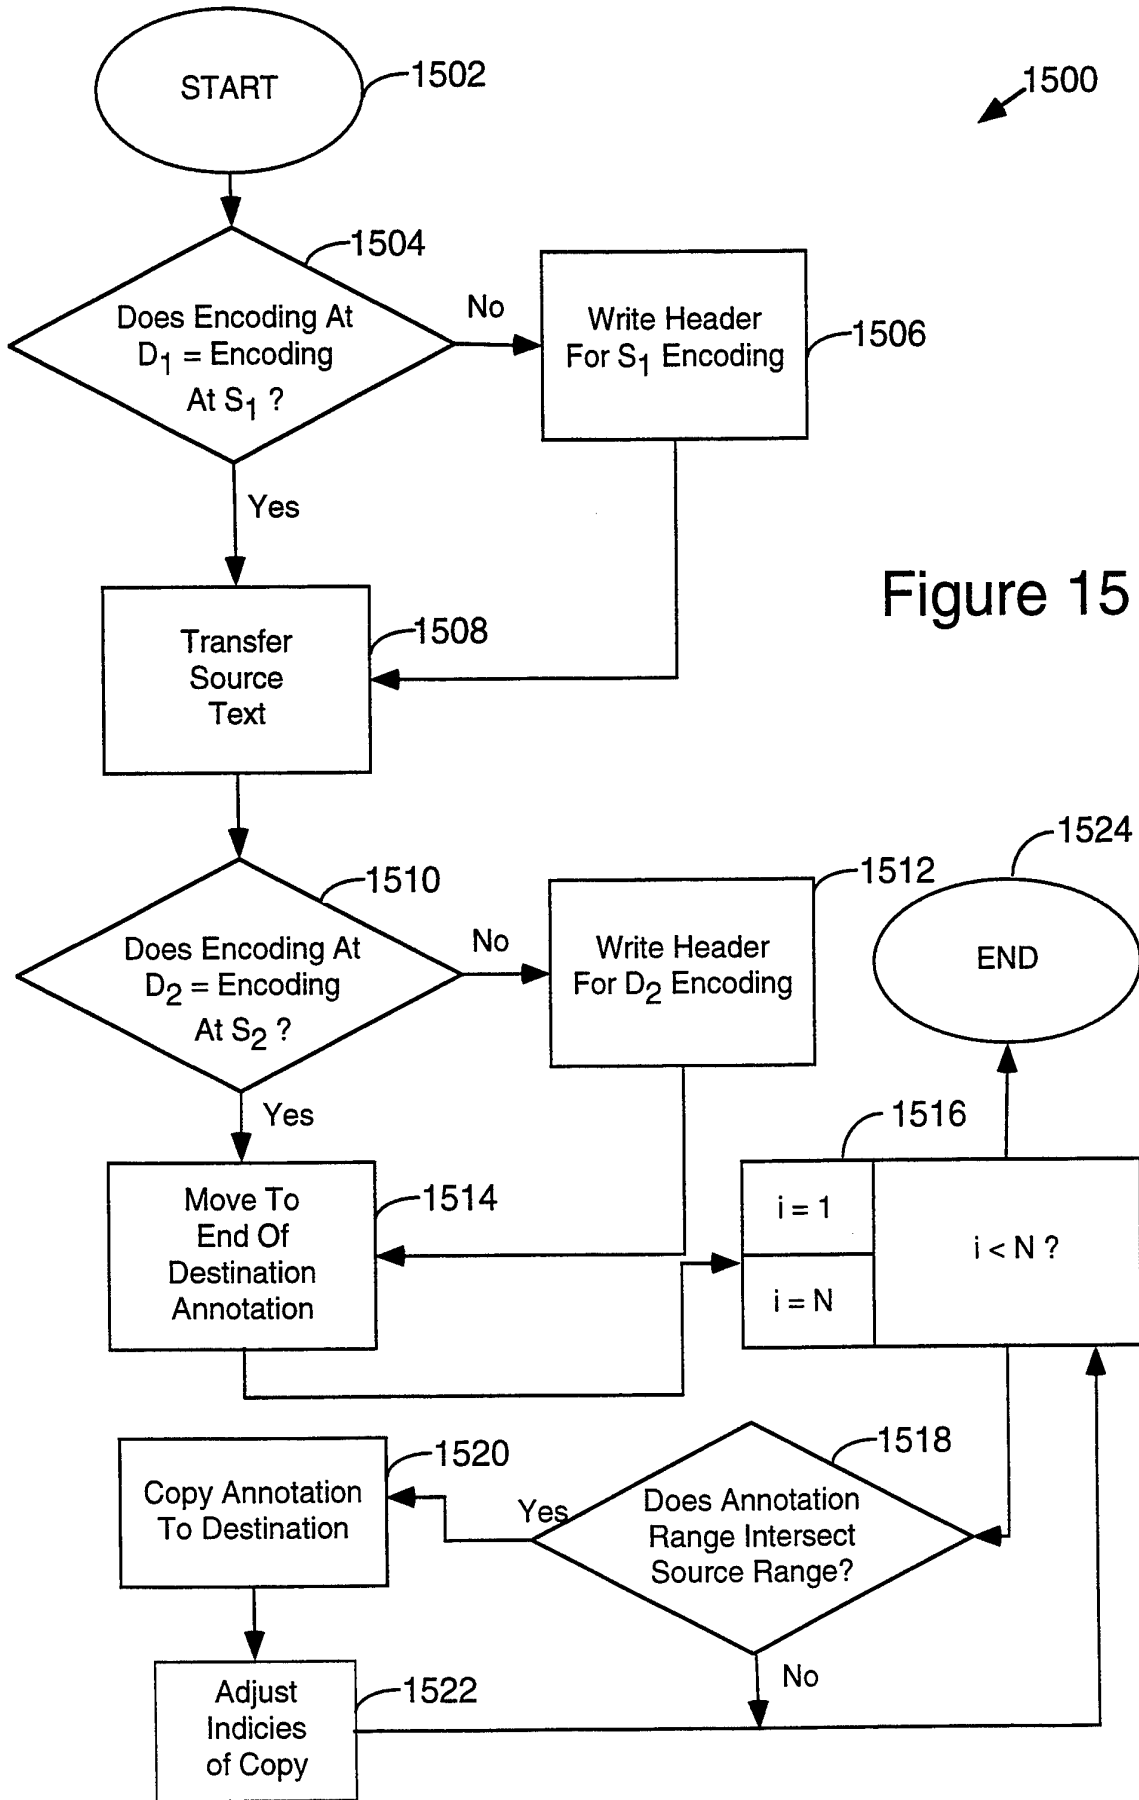 START
1502
1500
1504
Does Encoding At
D1 = Encoding
At S1 ?
No
Write Header
For S1 Encoding
1506
Yes
Figure 15
Transfer
Source
Text
1508
1510
Does Encoding At
D2 = Encoding
At S2 ?
No
Write Header
For D2 Encoding
1512
1524
END
Yes
Move To
End Of
Destination
Annotation
1514
1516
i = 1
i = N
i < N ?
1518
Does Annotation
Range Intersect
Source Range?
Yes
1520
Copy Annotation
To Destination
No
Adjust
Indicies
of Copy
1522